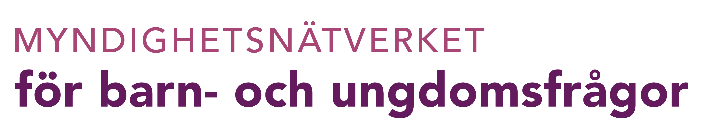 MYNDIGHETSNÄTVERKET
för barn- och ungdomsfrågor